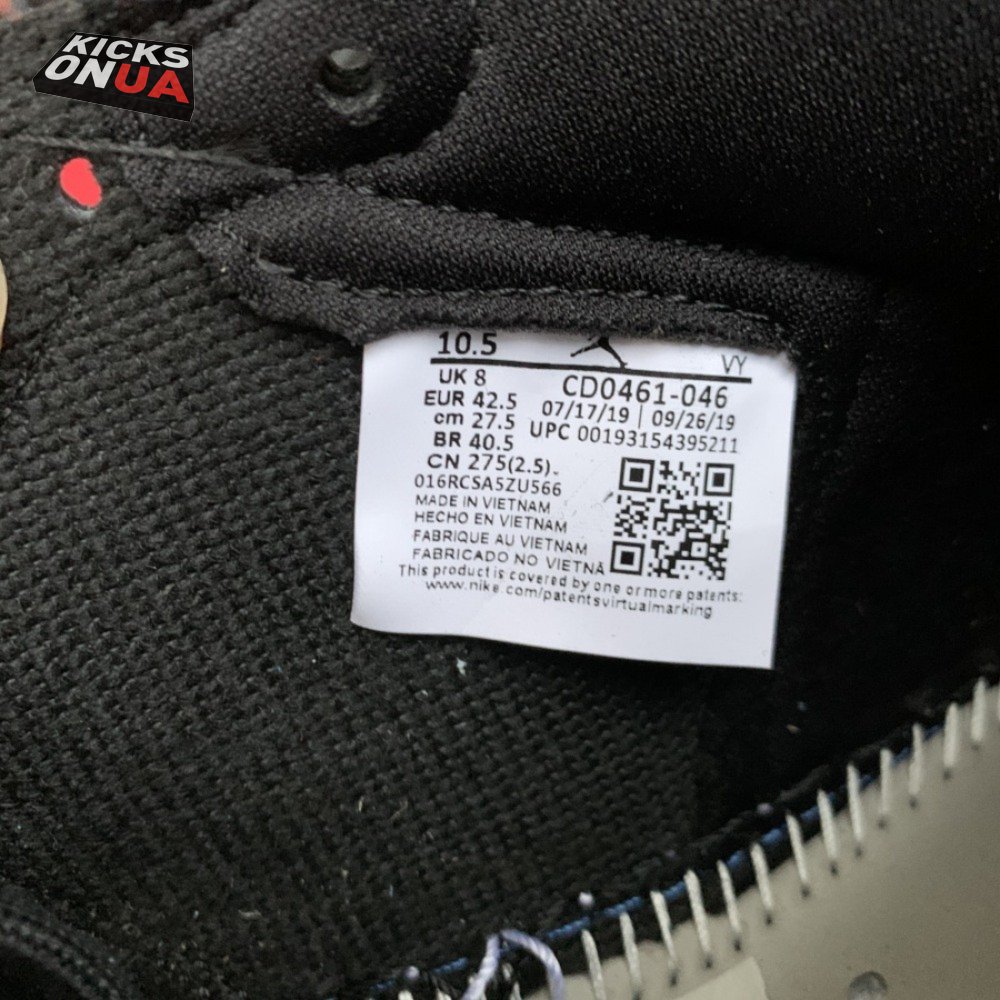 KICKS
ONUA
10.5
VY
UK 8
CD0461-046
EUR 42.5
07/17/19 | 09/26/19
cm 27.5
UPC 00193154395211
BR 40.5
CN 275(2.5).
016RCSA5ZU566
MADE IN VIETNAM
HECHO EN VIETNAM
FABRIQUE AU VIETNAM
FABRICADO NO VIETNÃ
This product is covered by one or more patents:
www.nike.com/patentsvirtualmarking